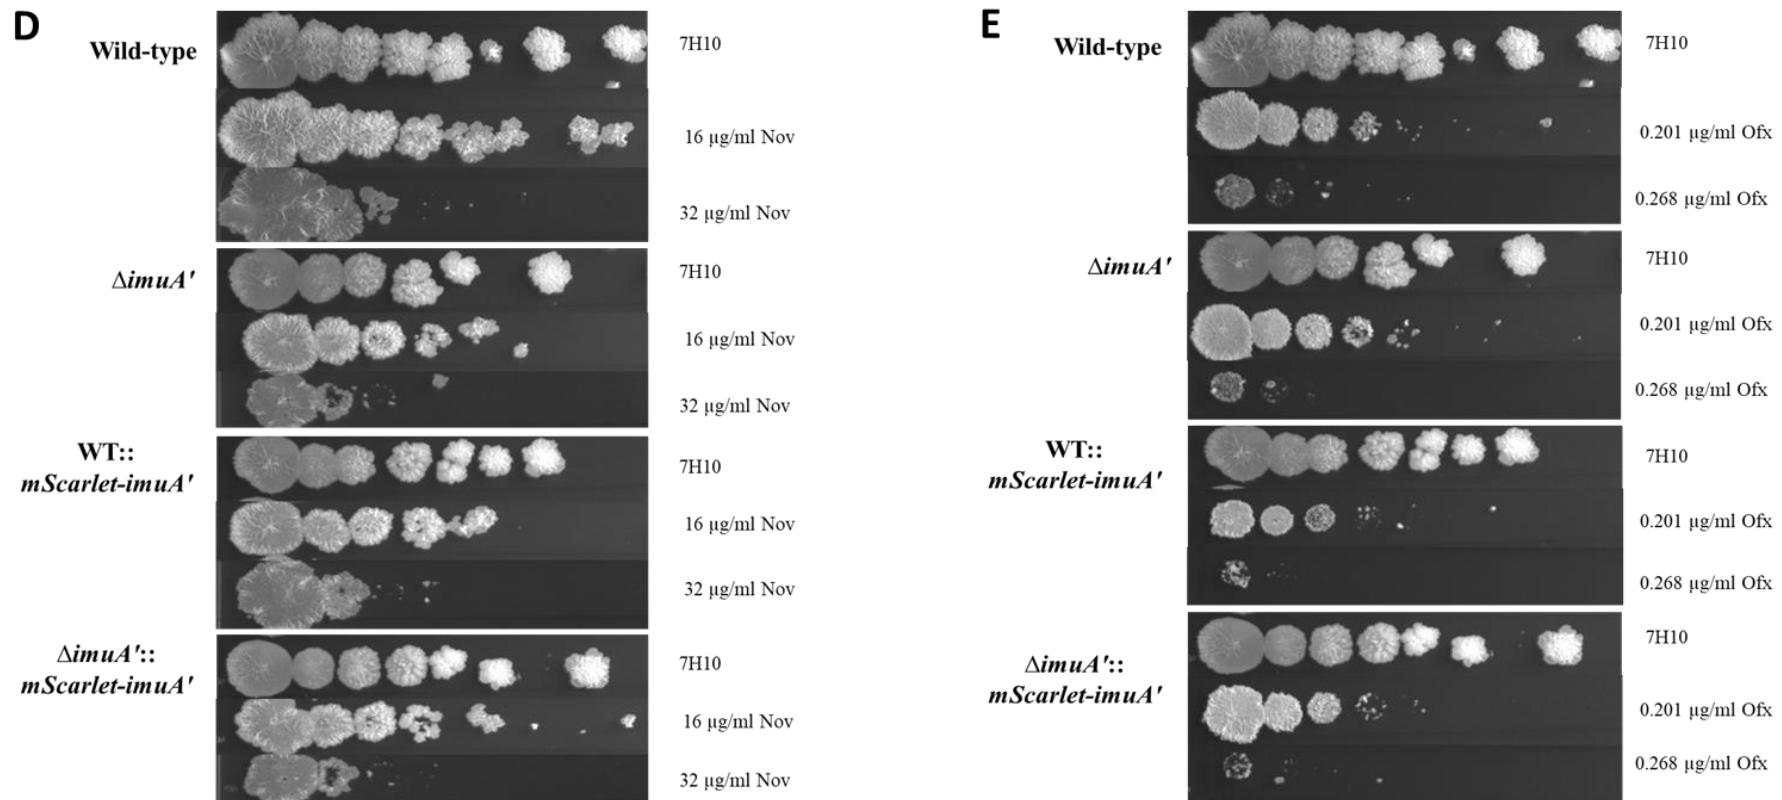 D
Wild-type
7H10
16 µg/ml Nov
32 µg/ml Nov
ΔimuA'
7H10
16 µg/ml Nov
32 µg/ml Nov
WT::
mScarlet-imuA'
7H10
16 µg/ml Nov
32 µg/ml Nov
ΔimuA'::
mScarlet-imuA'
7H10
16 µg/ml Nov
32 µg/ml Nov
E
Wild-type
7H10
0.201 µg/ml Ofx
0.268 µg/ml Ofx
ΔimuA'
7H10
0.201 µg/ml Ofx
0.268 µg/ml Ofx
WT::
mScarlet-imuA'
7H10
0.201 µg/ml Ofx
0.268 µg/ml Ofx
ΔimuA'::
mScarlet-imuA'
7H10
0.201 µg/ml Ofx
0.268 µg/ml Ofx